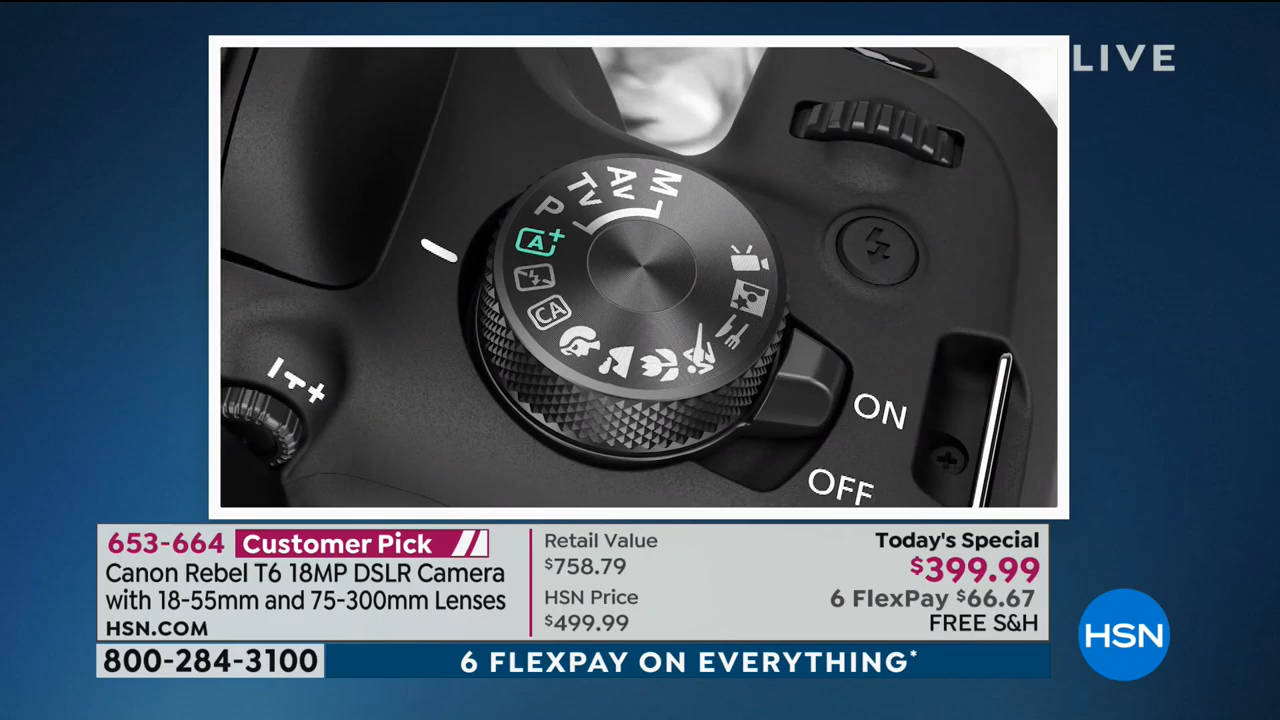 LIVE
M
Av
Tv
P
A+
CA
ON
OFF
653-664 Customer Pick
Canon Rebel T6 18MP DSLR Camera
with 18-55mm and 75-300mm Lenses
HSN.COM
Retail Value
$758.79
HSN Price
$499.99
Today's Special
$399.99
6 FlexPay $66.67
FREE S&H
HSN
800-284-3100
6 FLEXPAY ON EVERYTHING*